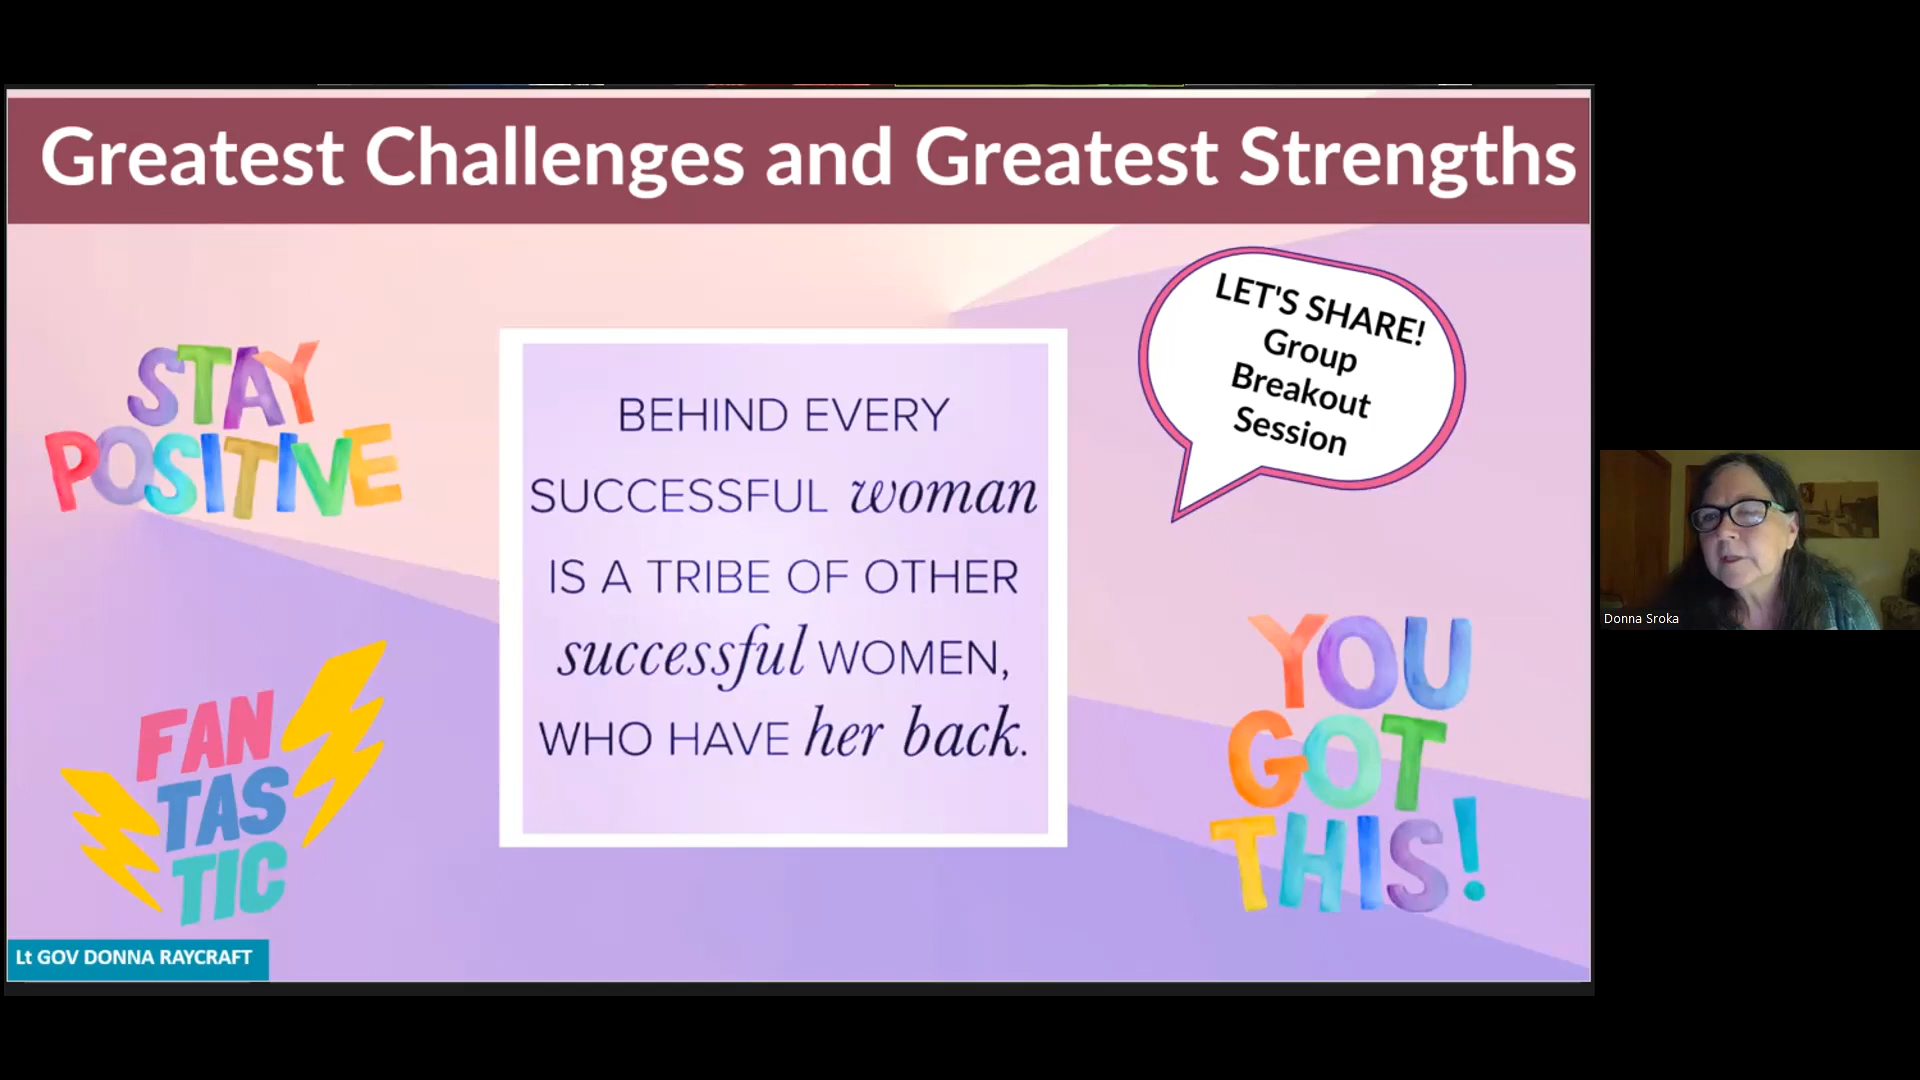 Greatest Challenges and Greatest Strengths
STAY
POSITIVE
BEHIND EVERY
SUCCESSFUL woman
IS A TRIBE OF OTHER
successful WOMEN,
WHO HAVE her back.
LET'S SHARE!
Group
Breakout
Session
FAN
TAS
TIC
YOU
GOT
THIS!
Lt GOV DONNA RAYCRAFT
Donna Sroka